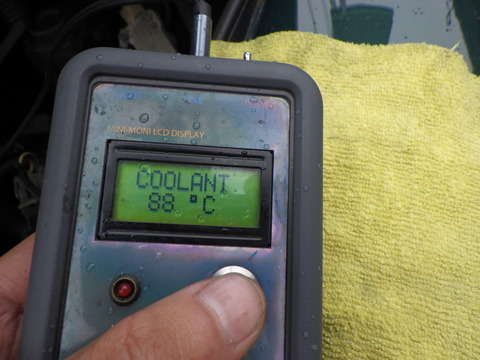 MINI-MONI LCD DISPLAY
COOLANT
88 °C